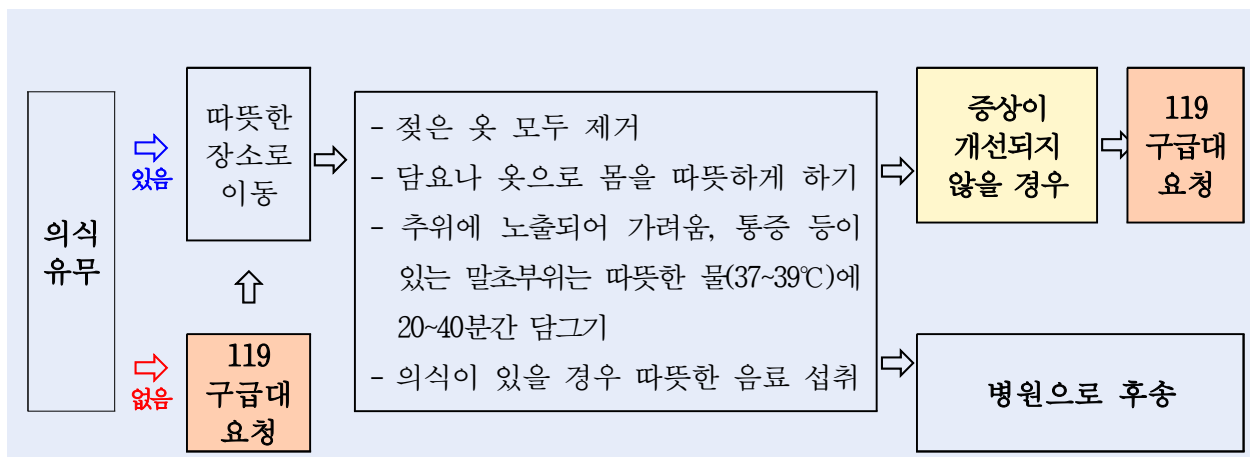 의식
유무
있음
따뜻한
장소로
이동
없음
119
구급대
요청
- 젖은 옷 모두 제거
- 담요나 옷으로 몸을 따뜻하게 하기
- 추위에 노출되어 가려움, 통증 등이
있는 말초부위는 따뜻한 물(37~39℃)에
20~40분간 담그기
- 의식이 있을 경우 따뜻한 음료 섭취
증상이
개선되지
않을 경우
119
구급대
요청
병원으로 후송